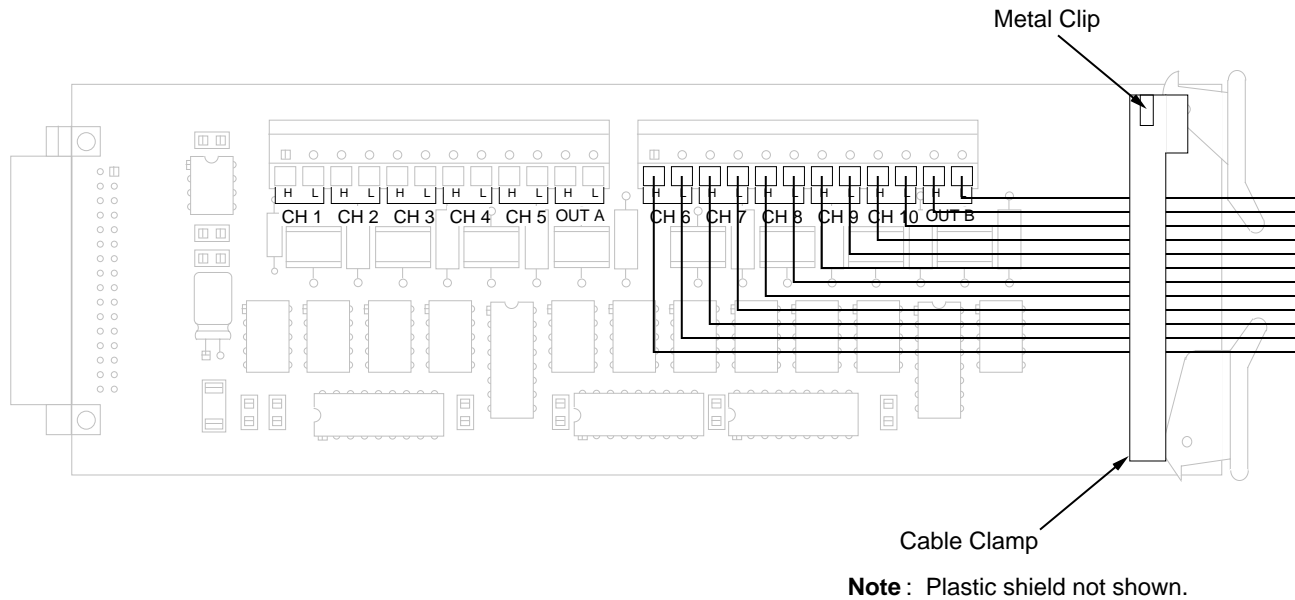 Metal Clip
H L H L H L H L H L H L
CH 1 CH 2 CH 3 CH 4 CH 5 OUT A
H L H L H L H L H L H L
CH 6 CH 7 CH 8 CH 9 CH 10 OUT B
Cable Clamp
Note : Plastic shield not shown.